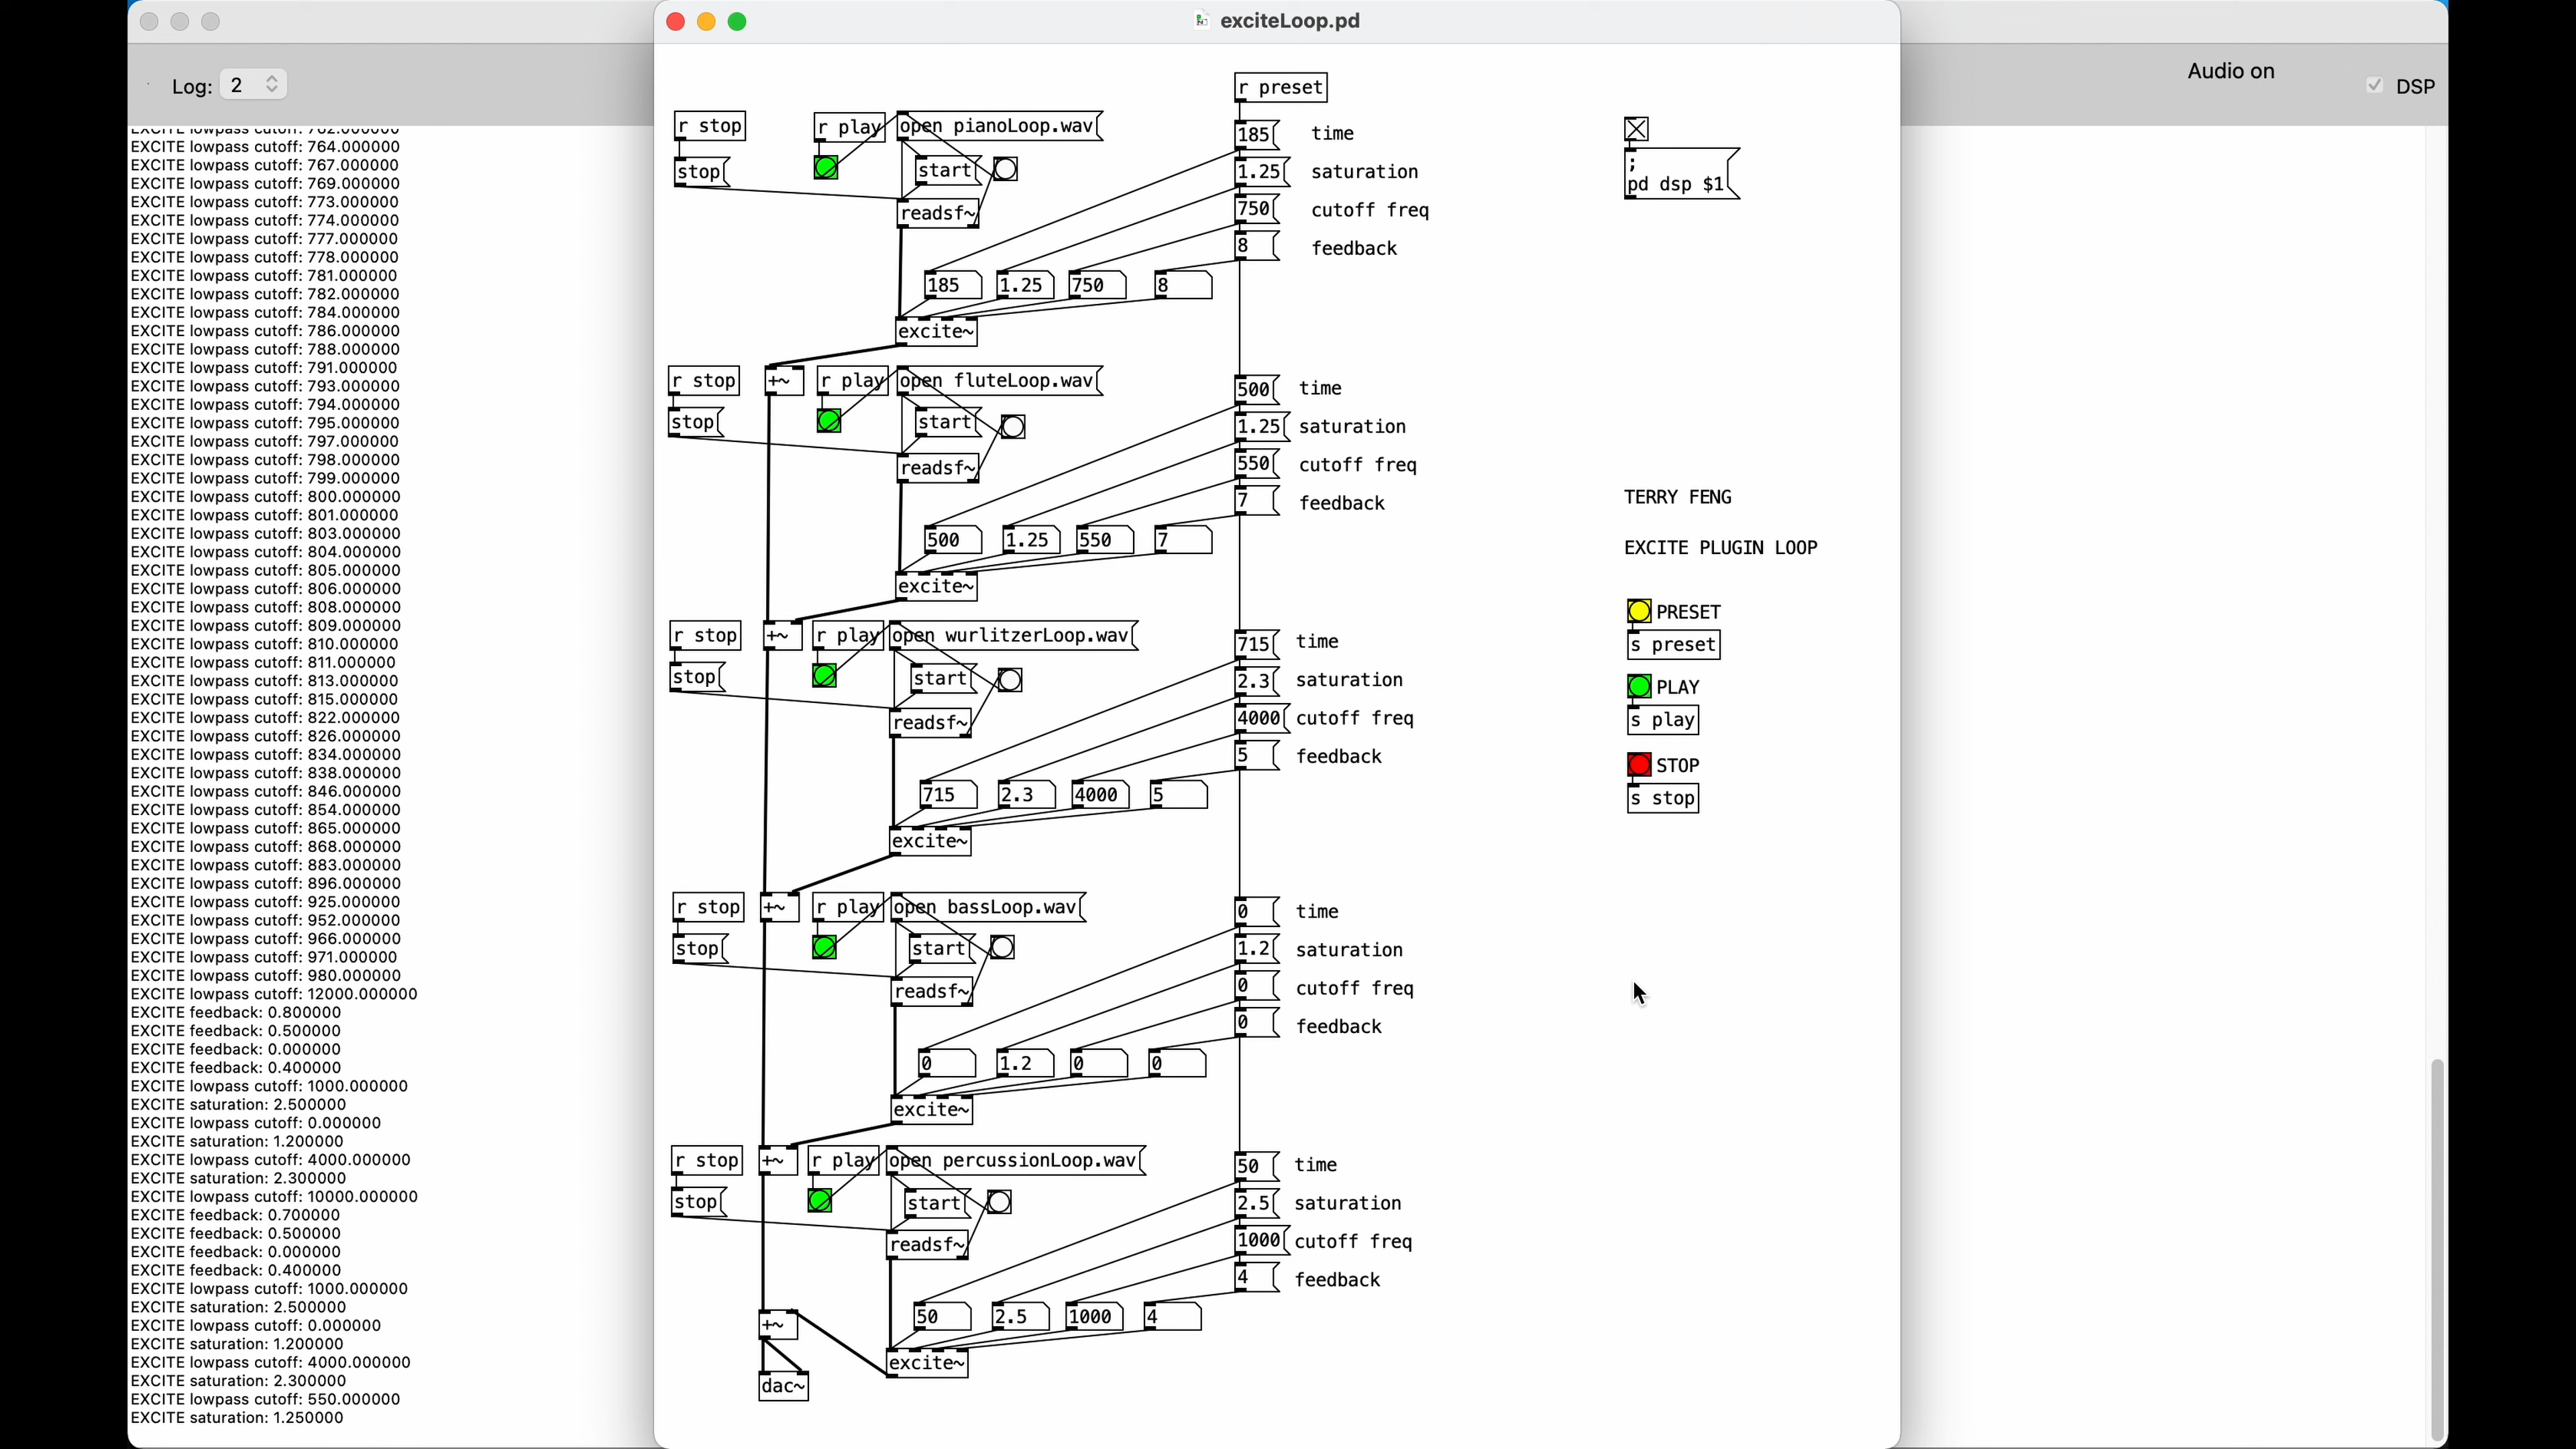 exciteLoop.pd
Log: 2
Audio on
DSP
EXCITE lowpass cutoff: 762.000000
EXCITE lowpass cutoff: 764.000000
EXCITE lowpass cutoff: 767.000000
EXCITE lowpass cutoff: 769.000000
EXCITE lowpass cutoff: 773.000000
EXCITE lowpass cutoff: 774.000000
EXCITE lowpass cutoff: 777.000000
EXCITE lowpass cutoff: 778.000000
EXCITE lowpass cutoff: 781.000000
EXCITE lowpass cutoff: 782.000000
EXCITE lowpass cutoff: 784.000000
EXCITE lowpass cutoff: 786.000000
EXCITE lowpass cutoff: 788.000000
EXCITE lowpass cutoff: 791.000000
EXCITE lowpass cutoff: 793.000000
EXCITE lowpass cutoff: 794.000000
EXCITE lowpass cutoff: 795.000000
EXCITE lowpass cutoff: 797.000000
EXCITE lowpass cutoff: 798.000000
EXCITE lowpass cutoff: 799.000000
EXCITE lowpass cutoff: 800.000000
EXCITE lowpass cutoff: 801.000000
EXCITE lowpass cutoff: 803.000000
EXCITE lowpass cutoff: 804.000000
EXCITE lowpass cutoff: 805.000000
EXCITE lowpass cutoff: 806.000000
EXCITE lowpass cutoff: 808.000000
EXCITE lowpass cutoff: 809.000000
EXCITE lowpass cutoff: 810.000000
EXCITE lowpass cutoff: 811.000000
EXCITE lowpass cutoff: 813.000000
EXCITE lowpass cutoff: 815.000000
EXCITE lowpass cutoff: 822.000000
EXCITE lowpass cutoff: 826.000000
EXCITE lowpass cutoff: 834.000000
EXCITE lowpass cutoff: 838.000000
EXCITE lowpass cutoff: 846.000000
EXCITE lowpass cutoff: 854.000000
EXCITE lowpass cutoff: 865.000000
EXCITE lowpass cutoff: 868.000000
EXCITE lowpass cutoff: 883.000000
EXCITE lowpass cutoff: 896.000000
EXCITE lowpass cutoff: 925.000000
EXCITE lowpass cutoff: 952.000000
EXCITE lowpass cutoff: 966.000000
EXCITE lowpass cutoff: 971.000000
EXCITE lowpass cutoff: 980.000000
EXCITE lowpass cutoff: 12000.000000
EXCITE feedback: 0.800000
EXCITE feedback: 0.500000
EXCITE feedback: 0.000000
EXCITE feedback: 0.400000
EXCITE lowpass cutoff: 1000.000000
EXCITE saturation: 2.500000
EXCITE lowpass cutoff: 0.000000
EXCITE saturation: 1.200000
EXCITE lowpass cutoff: 4000.000000
EXCITE saturation: 2.300000
EXCITE lowpass cutoff: 10000.000000
EXCITE feedback: 0.700000
EXCITE feedback: 0.500000
EXCITE feedback: 0.000000
EXCITE feedback: 0.400000
EXCITE lowpass cutoff: 1000.000000
EXCITE saturation: 2.500000
EXCITE lowpass cutoff: 0.000000
EXCITE saturation: 1.200000
EXCITE lowpass cutoff: 4000.000000
EXCITE saturation: 2.300000
EXCITE lowpass cutoff: 550.000000
EXCITE saturation: 1.250000
r preset
r stop r play open pianoLoop.wav
185 time
stop start
1.25 saturation
readsf~
750 cutoff freq
8 feedback
185 1.25 750 8
excite~
r stop +~ r play open fluteLoop.wav
500 time
stop start
1.25 saturation
readsf~
550 cutoff freq
7 feedback
500 1.25 550 7
excite~
r stop +~ r play open wurlitzerLoop.wav
715 time
stop start
2.3 saturation
readsf~
4000 cutoff freq
5 feedback
715 2.3 4000 5
excite~
r stop +~ r play open bassLoop.wav
0 time
stop start
1.2 saturation
readsf~
0 cutoff freq
0 feedback
0 1.2 0 0
excite~
r stop +~ r play open percussionLoop.wav
50 time
stop start
2.5 saturation
readsf~
1000 cutoff freq
4 feedback
50 2.5 1000 4
+~
excite~
dac~
;
pd dsp $1
TERRY FENG
EXCITE PLUGIN LOOP
PRESET
s preset
PLAY
s play
STOP
s stop